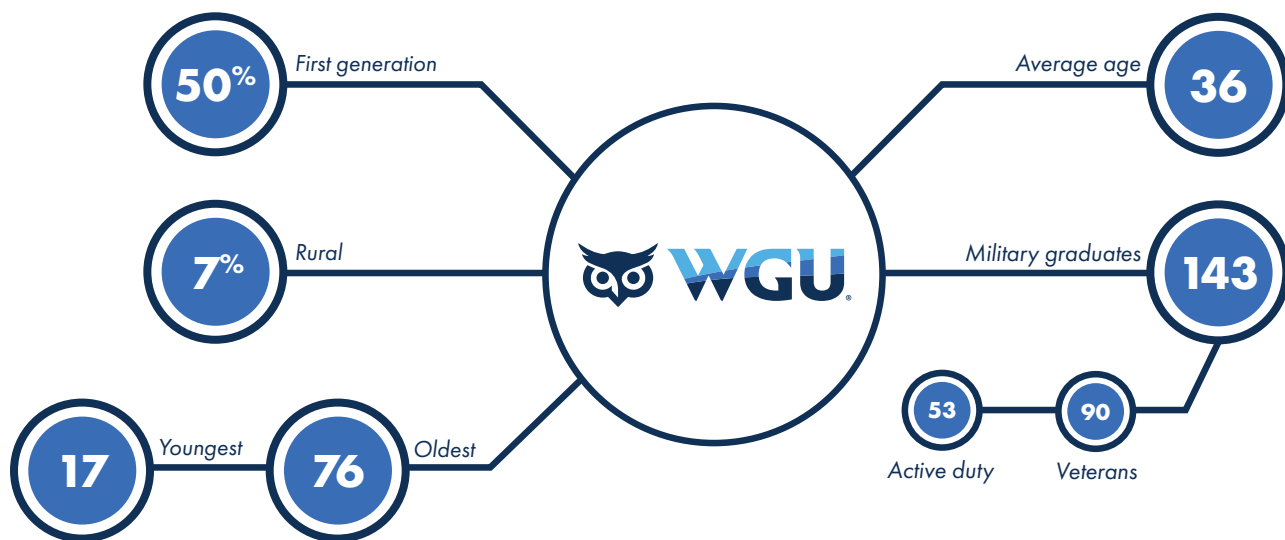 50%
First generation
Average age
36
7%
Rural
WGU®
Military graduates
143
17
Youngest
76
Oldest
53
90
Active duty
Veterans